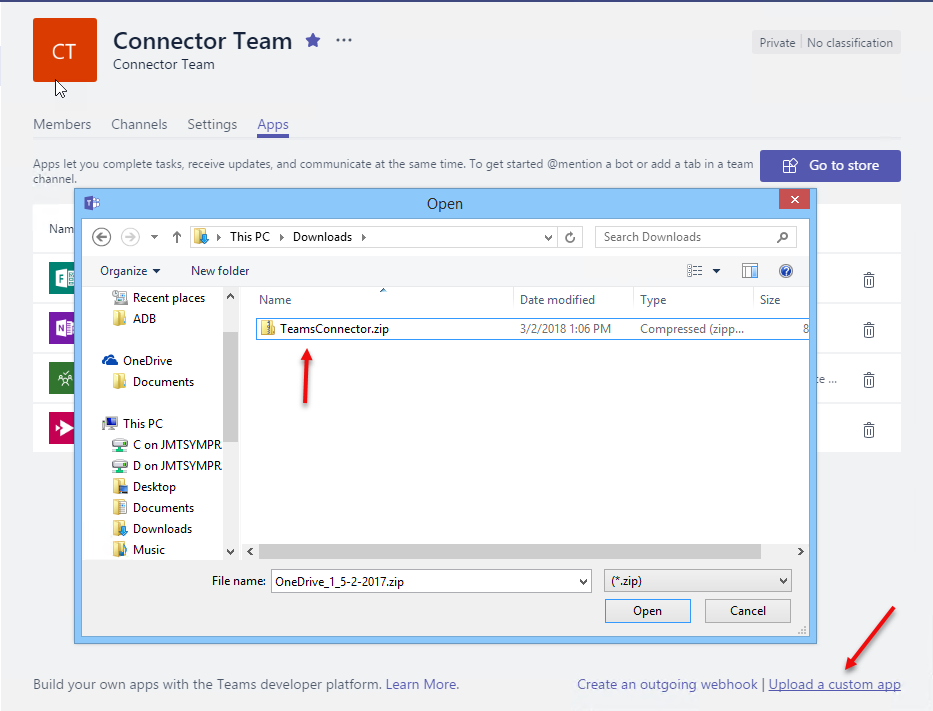 CT
Connector Team
Connector Team
Private | No classification
Members Channels Settings Apps
Apps let you complete tasks, receive updates, and communicate at the same time. To get started @mention a bot or add a tab in a team
channel.
Go to store
Nam
Open
This PC Downloads
Search Downloads
Organize New folder
Recent places
ADB
OneDrive
Documents
This PC
C on JMTSYMPR
D on JMTSYMPR
Desktop
Documents
Downloads
Music
Name Date modified Type Size
TeamsConnector.zip 3/2/2018 1:06 PM Compressed (zipp... 8
te ...
File name: OneDrive_1_5-2-2017.zip (*.zip)
Open Cancel
Build your own apps with the Teams developer platform. Learn More.
Create an outgoing webhook | Upload a custom app